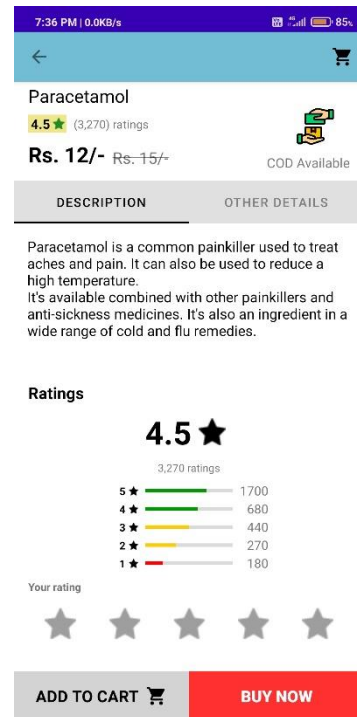 7:36 PM | 0.0KB/s 85%
Paracetamol
4.5★ (3,270) ratings
Rs. 12/- Rs. 15/-
COD Available
DESCRIPTION OTHER DETAILS
Paracetamol is a common painkiller used to treat
aches and pain. It can also be used to reduce a
high temperature.
It's available combined with other painkillers and
anti-sickness medicines. It's also an ingredient in a
wide range of cold and flu remedies.
Ratings
4.5★
3,270 ratings
5★ 1700
4★ 680
3★ 440
2★ 270
1★ 180
Your rating
ADD TO CART BUY NOW